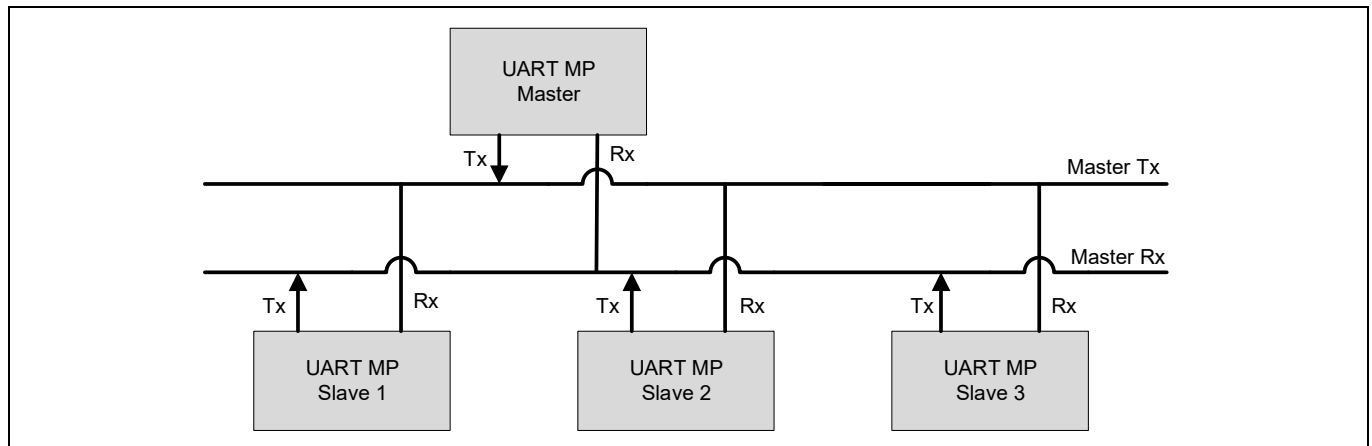 UART MP
Master
Tx
Rx
Master Tx
Master Rx
Tx
Rx
Tx
Rx
Tx
Rx
UART MP
Slave 1
UART MP
Slave 2
UART MP
Slave 3